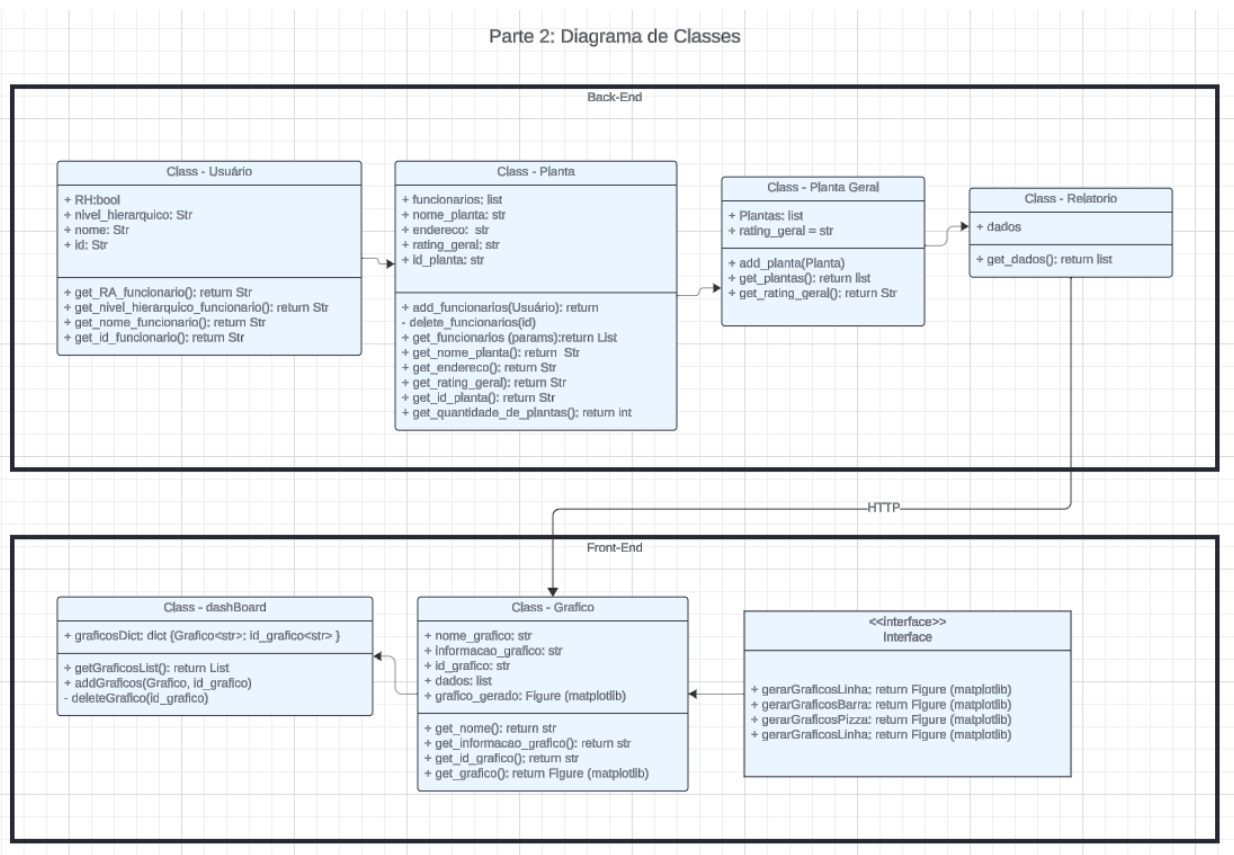 Parte 2: Diagrama de Classes
Back-End
Class - Usuário
+ RH:bool
+ nivel_hierarquico: Str
+ nome: Str
+ id: Str
+ get_RA_funcionario(): return Str
+ get_nivel_hierarquico_funcionario(): return Str
+ get_nome_funcionario(): return Str
+ get_id_funcionario(): return Str
Class - Planta
+ funcionarios: list
+ nome_planta: str
+ endereco: str
+ rating_geral: str
+ id_planta: str
+ add_funcionarios(Usuário): return
- delete_funcionarios(id)
+ get_funcionarios (params):return List
+ get_nome_planta(): return Str
+ get_endereco(): return Str
+ get_rating_geral): return Str
+ get_id_planta(): return Str
+ get_quantidade_de_plantas(): return int
Class - Planta Geral
+ Plantas: list
+ rating_geral = str
+ add_planta(Planta)
+ get_plantas(): return list
+ get_rating_geral(): return Str
Class - Relatorio
+ dados
+ get_dados(): return list
HTTP
Front-End
Class - dashBoard
+ graficosDict: dict {Grafico<str>: id_grafico<str> }
+ getGraficosList(): return List
+ addGraficos(Grafico, id_grafico)
- deleteGrafico(id_grafico)
Class - Grafico
+ nome_grafico: str
+ informacao_grafico: str
+ id_grafico: str
+ dados: list
+ grafico_gerado: Figure (matplotlib)
+ get_nome(): return str
+ get_informacao_grafico(): return str
+ get_id_grafico(): return str
+ get_grafico(): return Figure (matplotlib)
<<interface>>
Interface
+ gerarGraficosLinha: return Figure (matplotlib)
+ gerarGraficosBarra: return Figure (matplotlib)
+ gerarGraficosPizza: return Figure (matplotlib)
+ gerarGraficosLinha: return Figure (matplotlib)